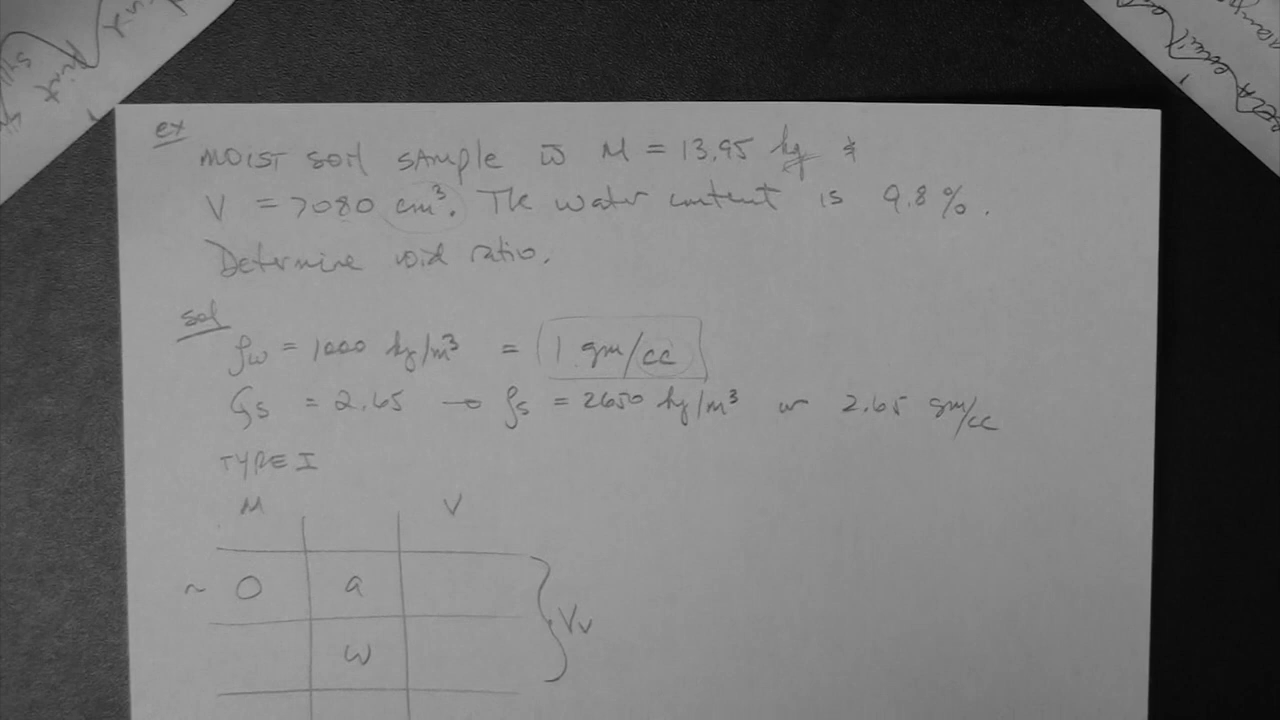 ex
MOIST SOIL SAMPLE w̅ M = 13.95 kg &
V = 7080 cm³. The water content is 9.8%.
Determine void ratio.
sol
ρw = 1000 kg/m³ = 1 gm/cc
Gs = 2.65 → ρs = 2650 kg/m³ or 2.65 gm/cc
TYPE I
M V
~ 0 a
w
Vv